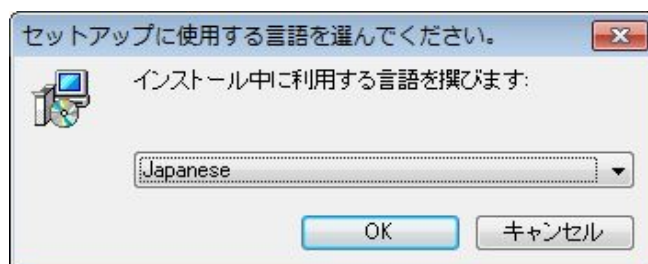 セットアップに使用する言語を選んでください。
インストール中に利用する言語を撰びます:
Japanese
OK
キャンセル